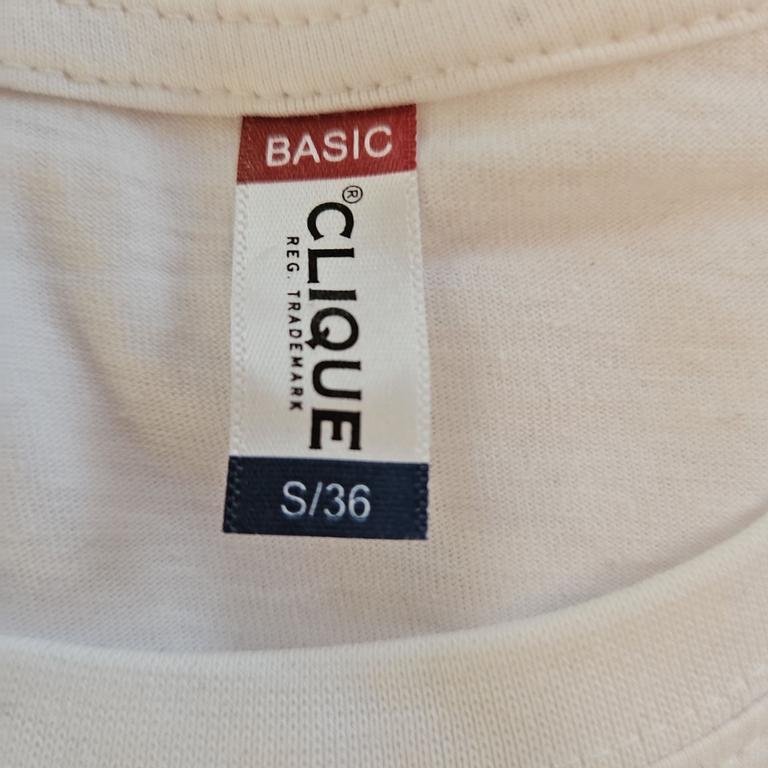 BASIC
CLIQUE®
REG. TRADEMARK
S/36